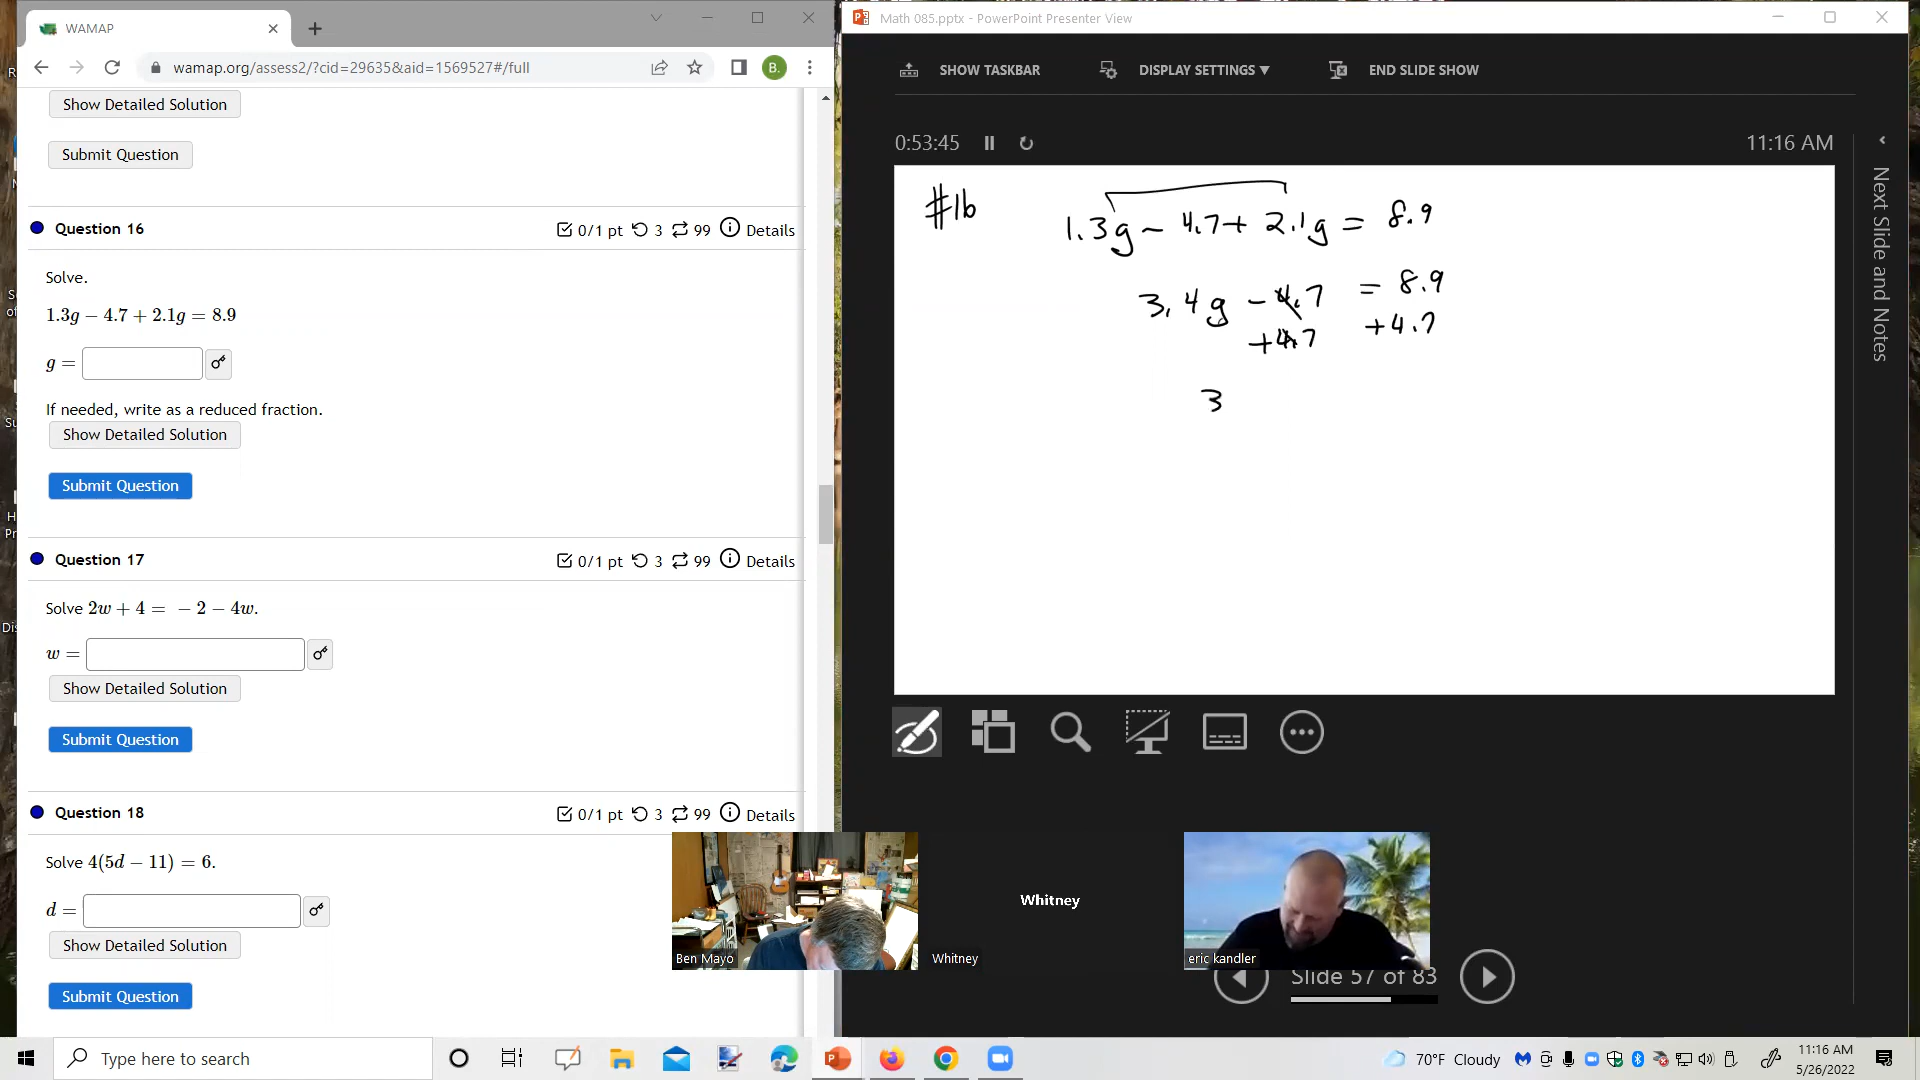 WAMAP
wamap.org/assess2/?cid=29635&aid=1569527#/full
B.
Show Detailed Solution
Submit Question
Question 16
0/1 pt 3 99 Details
Solve.
1.3g − 4.7 + 2.1g = 8.9
g =
If needed, write as a reduced fraction.
Show Detailed Solution
Submit Question
Question 17
0/1 pt 3 99 Details
Solve 2w + 4 = − 2 − 4w.
w =
Show Detailed Solution
Submit Question
Question 18
0/1 pt 3 99 Details
Solve 4(5d − 11) = 6.
d =
Show Detailed Solution
Submit Question
Math 085.pptx - PowerPoint Presenter View
SHOW TASKBAR
DISPLAY SETTINGS
END SLIDE SHOW
0:53:45
11:16 AM
Next Slide and Notes
#16
1.3g − 4.7 + 2.1g = 8.9
3.4g − 4.7 = 8.9
+4.7 +4.7
3
Ben Mayo
Whitney
Whitney
eric kandler
Slide 57 of 83
Type here to search
70°F Cloudy
11:16 AM
5/26/2022